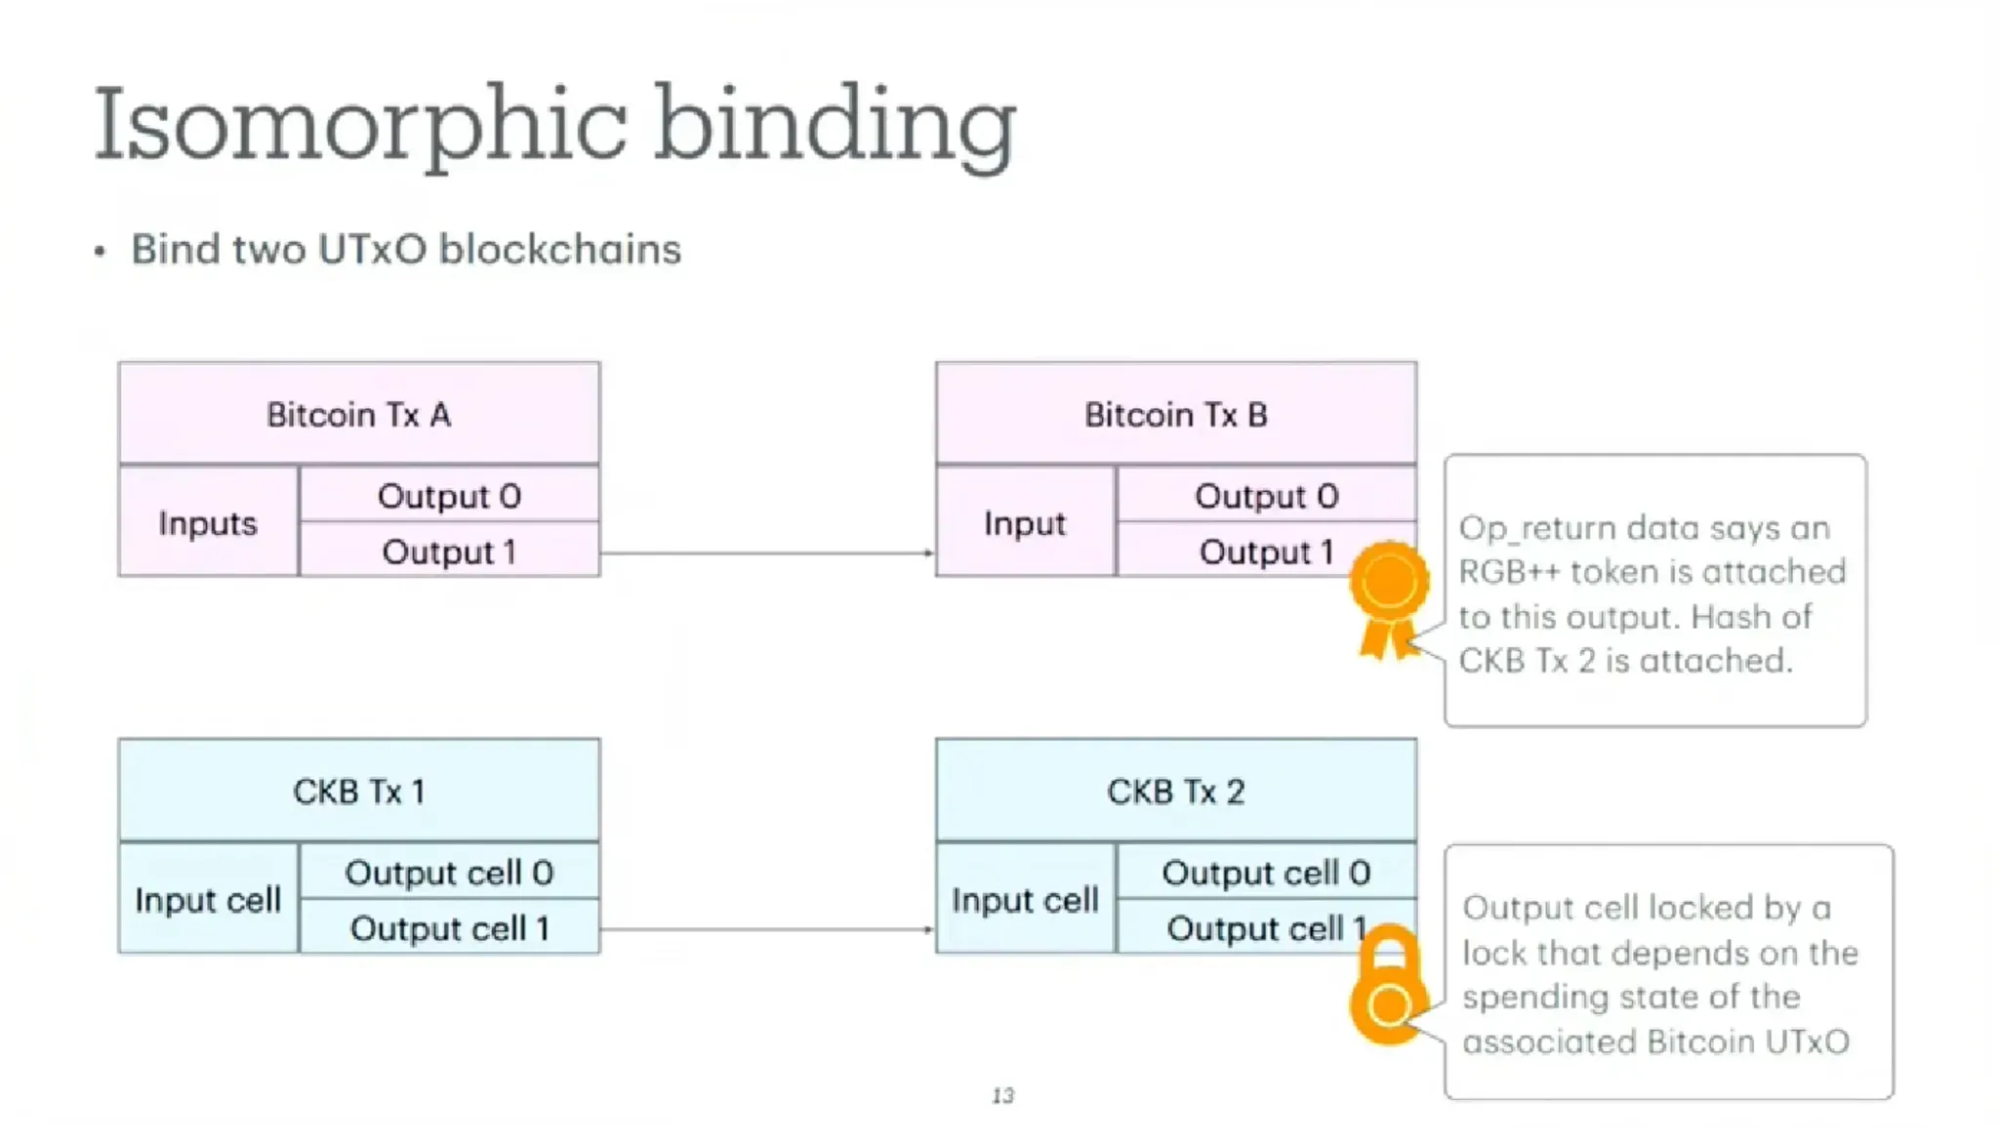 Isomorphic binding
• Bind two UTxO blockchains
Bitcoin Tx A
Inputs
Output 0
Output 1
Bitcoin Tx B
Input
Output 0
Output 1
Op_return data says an
RGB++ token is attached
to this output. Hash of
CKB Tx 2 is attached.
CKB Tx 1
Input cell
Output cell 0
Output cell 1
CKB Tx 2
Input cell
Output cell 0
Output cell 1
Output cell locked by a
lock that depends on the
spending state of the
associated Bitcoin UTxO
13